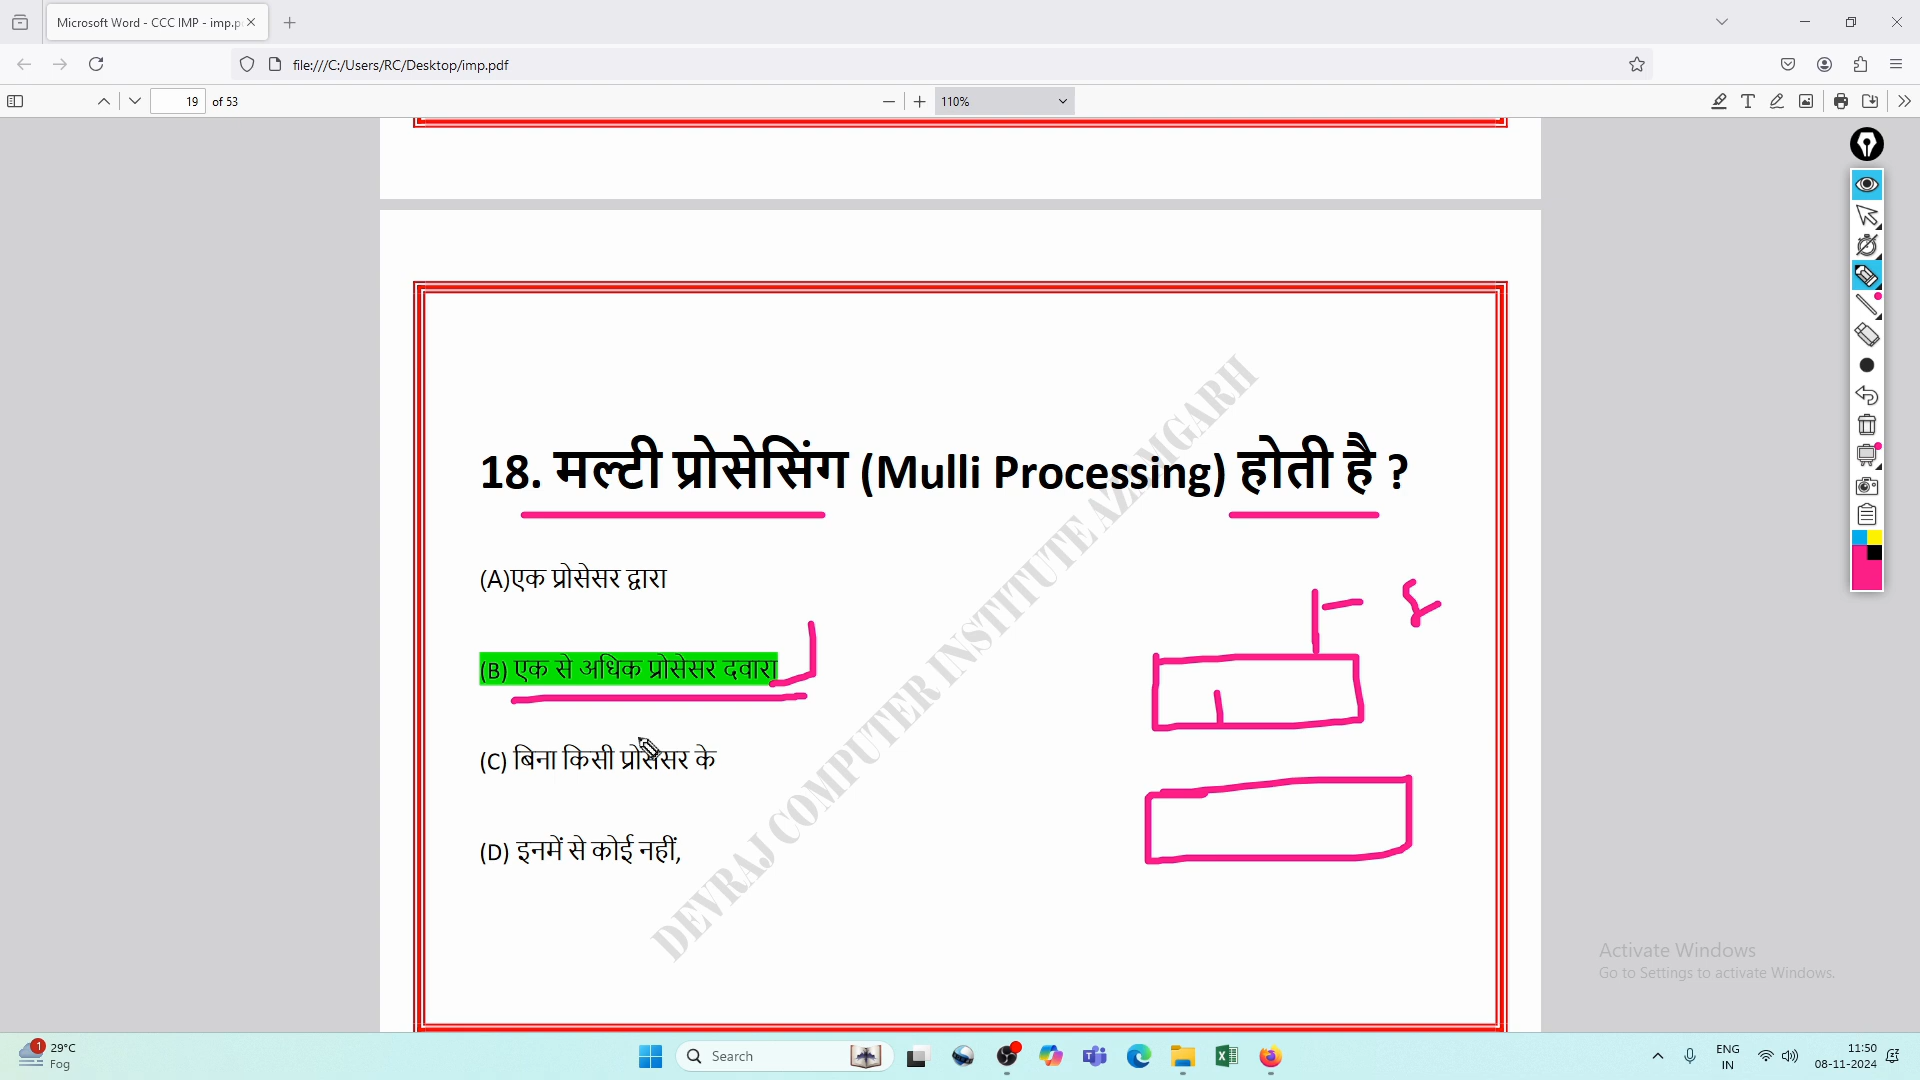 Microsoft Word - CCC IMP - imp.p
file:///C:/Users/RC/Desktop/imp.pdf
19 of 53
110%
18. मल्टी प्रोसेसिंग (Mulli Processing) होती है ?
(A)एक प्रोसेसर द्वारा
(B) एक से अधिक प्रोसेसर दवारा
(C) बिना किसी प्रोसेसर के
(D) इनमें से कोई नहीं,
DEVRAJ COMPUTER INSTITUTE AZAMGARH
Activate Windows
Go to Settings to activate Windows.
1
29°C
Fog
Search
ENG
IN
11:50
08-11-2024